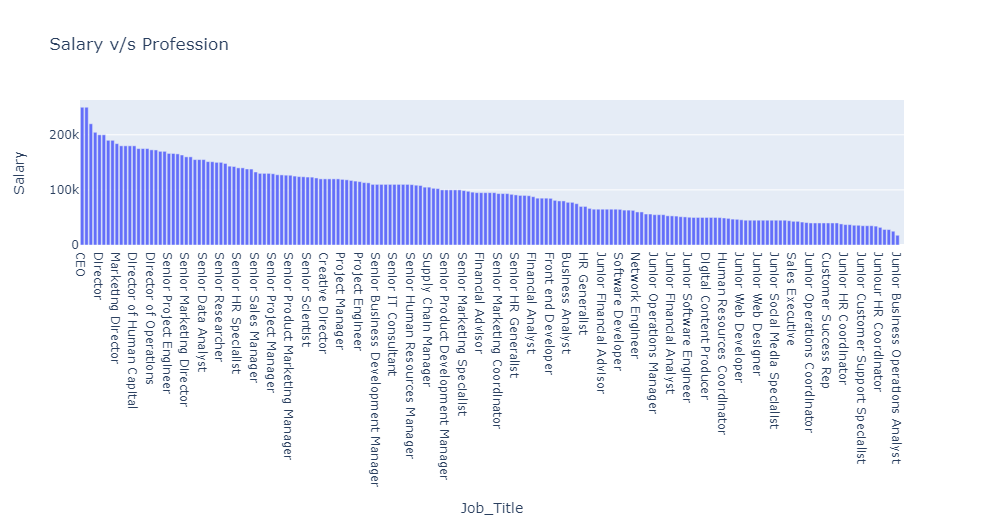 Salary v/s Profession
Salary
200k
100k
0
CEO
Director
Marketing Director
Director of Human Capital
Director of Operations
Senior Project Engineer
Senior Marketing Director
Senior Data Analyst
Senior Researcher
Senior HR Specialist
Senior Sales Manager
Senior Project Manager
Senior Product Marketing Manager
Senior Scientist
Creative Director
Project Manager
Project Engineer
Senior Business Development Manager
Senior IT Consultant
Senior Human Resources Manager
Supply Chain Manager
Senior Product Development Manager
Senior Marketing Specialist
Financial Advisor
Senior Marketing Coordinator
Senior HR Generalist
Financial Analyst
Front end Developer
Business Analyst
HR Generalist
Junior Financial Advisor
Software Developer
Network Engineer
Junior Operations Manager
Junior Financial Analyst
Junior Software Engineer
Digital Content Producer
Human Resources Coordinator
Junior Web Developer
Junior Web Designer
Junior Social Media Specialist
Sales Executive
Junior Operations Coordinator
Customer Success Rep
Junior HR Coordinator
Junior Customer Support Specialist
Juniour HR Coordinator
Junior Business Operations Analyst
Job_Title